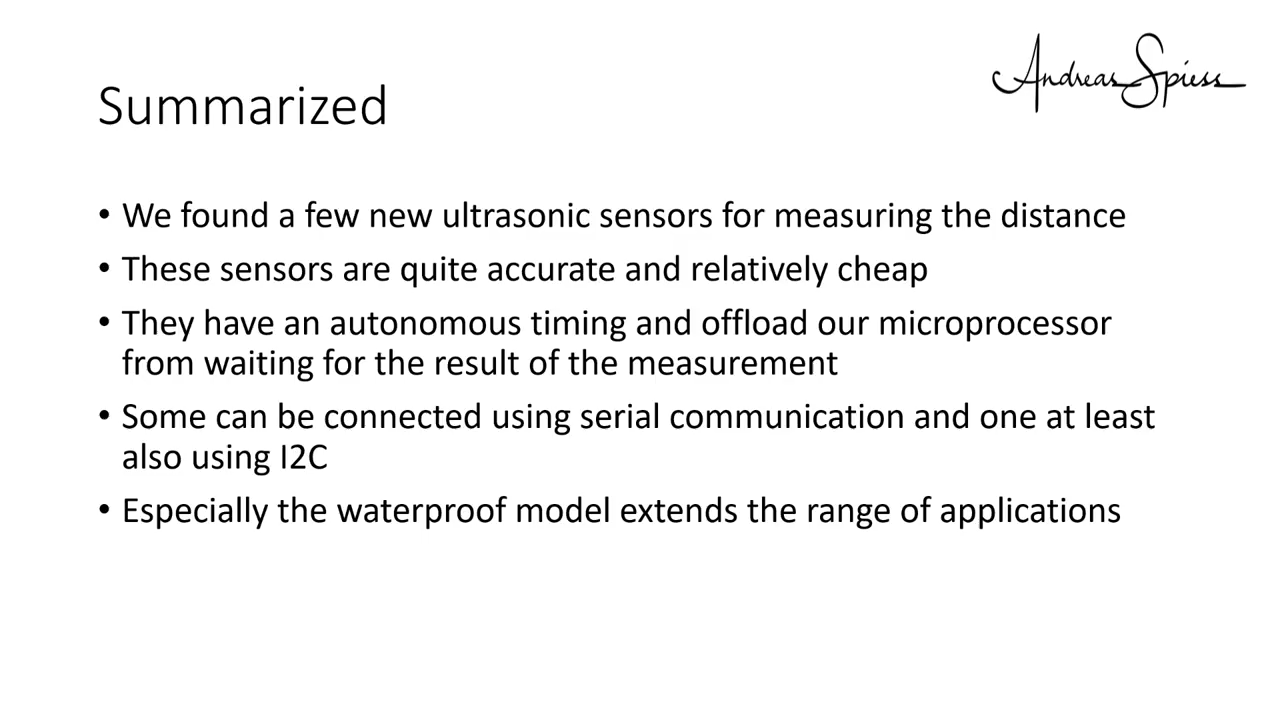 Andreas Spiess
Summarized
• We found a few new ultrasonic sensors for measuring the distance
• These sensors are quite accurate and relatively cheap
• They have an autonomous timing and offload our microprocessor
from waiting for the result of the measurement
• Some can be connected using serial communication and one at least
also using I2C
• Especially the waterproof model extends the range of applications